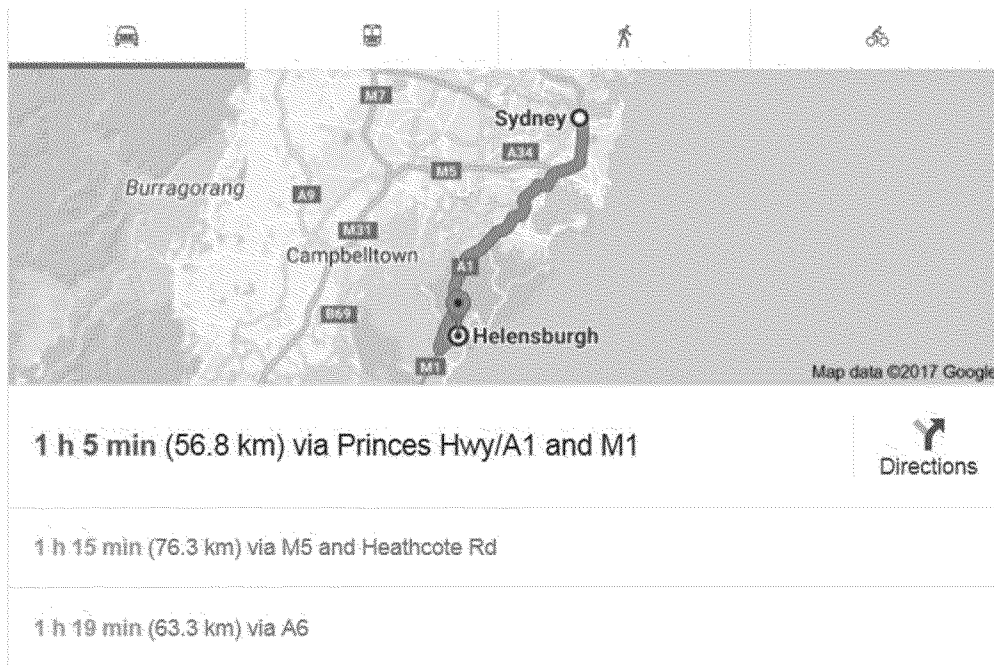 M7
Sydney
A34
M5
Burragorang
A9
M31
Campbelltown
A1
B69
Helensburgh
M1
Map data ©2017 Google
1 h 5 min (56.8 km) via Princes Hwy/A1 and M1
Directions
1 h 15 min (76.3 km) via M5 and Heathcote Rd
1 h 19 min (63.3 km) via A6